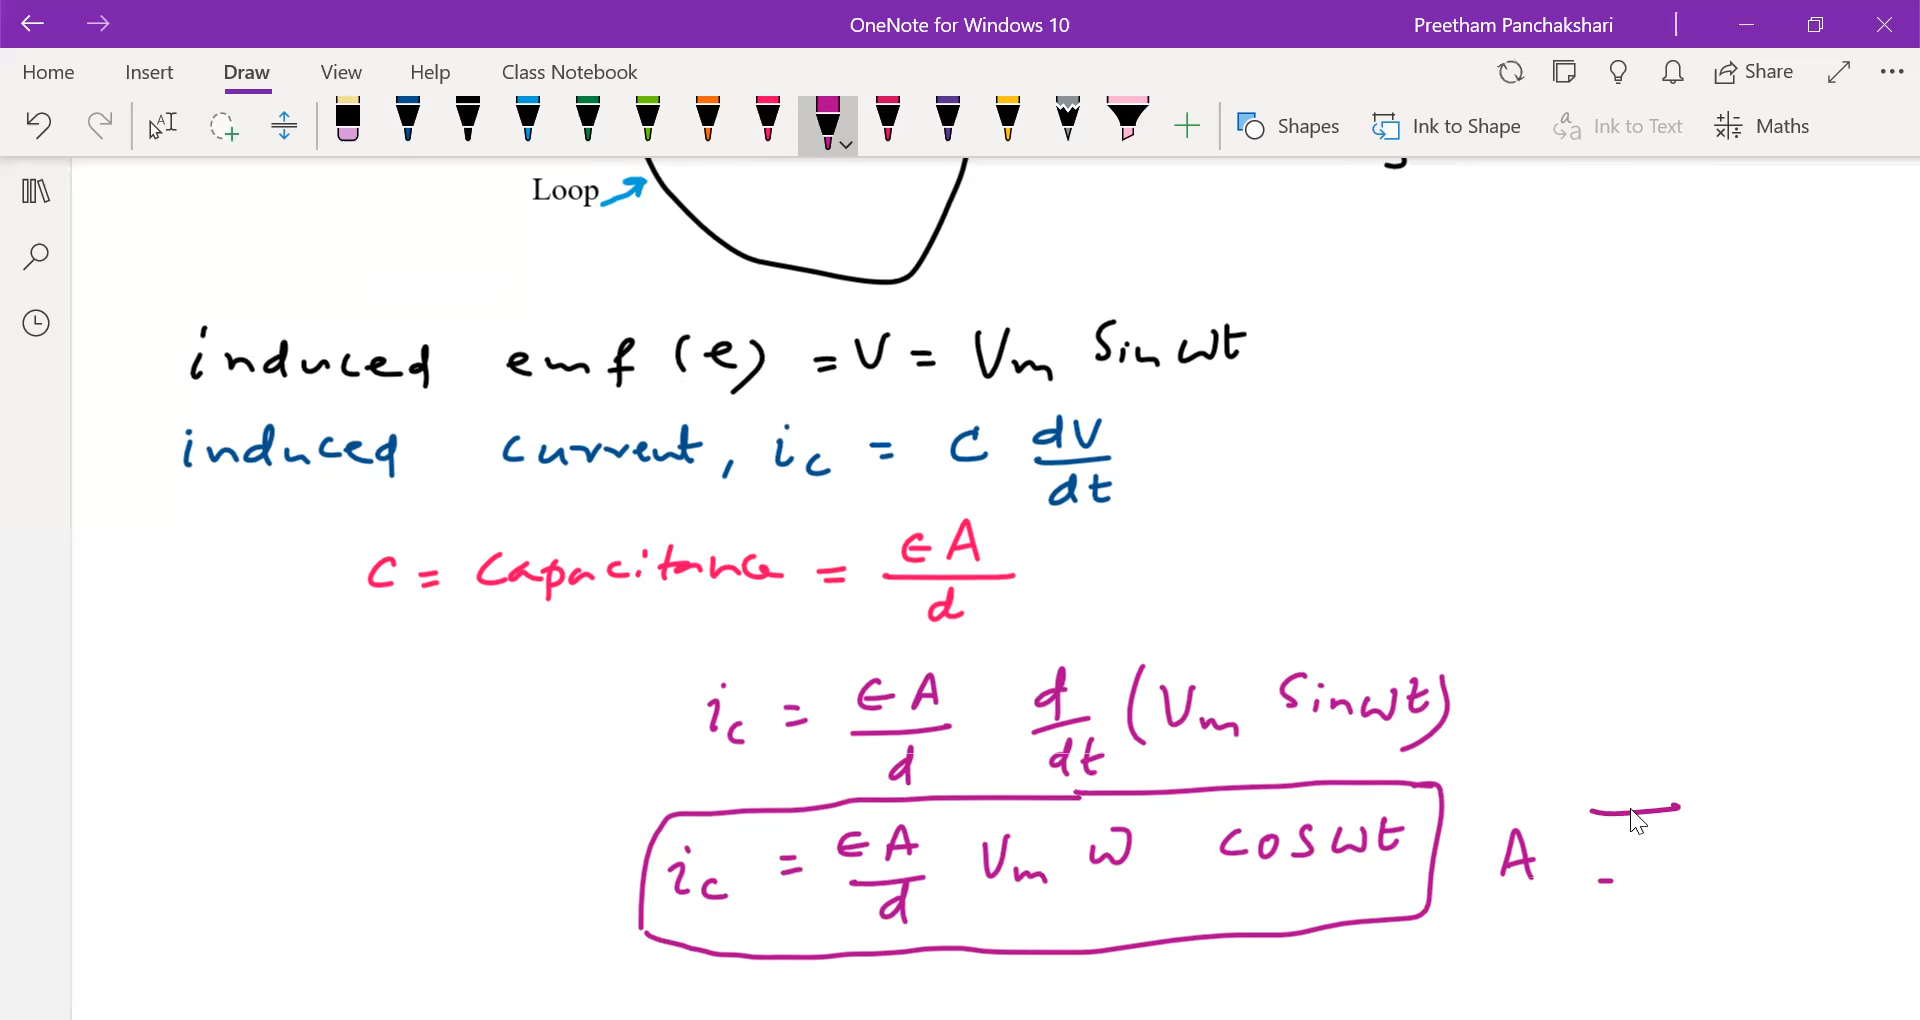 OneNote for Windows 10
Preetham Panchakshari
Home Insert Draw View Help Class Notebook Share
Shapes Ink to Shape Ink to Text Maths
Loop
induced emf (e) = V = Vm Sin ωt
induced current, ic = C dV/dt
C = Capacitance = ϵA/d
ic = ϵA/d d/dt (Vm Sinωt)
ic = ϵA/d Vm ω cosωt A -